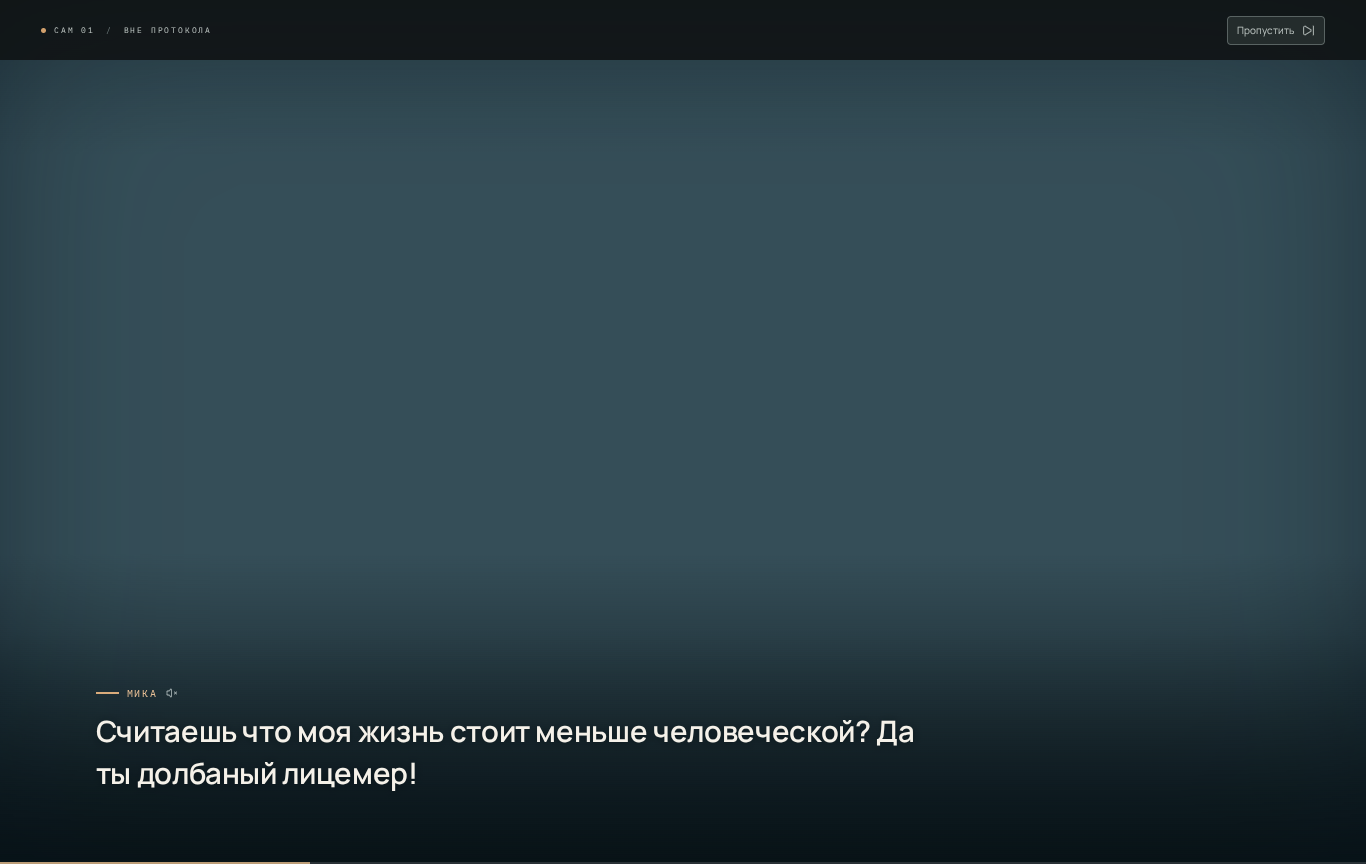 CAM 01 / ВНЕ ПРОТОКОЛА
Пропустить
МИКА
Считаешь что моя жизнь стоит меньше человеческой? Да
ты долбаный лицемер!